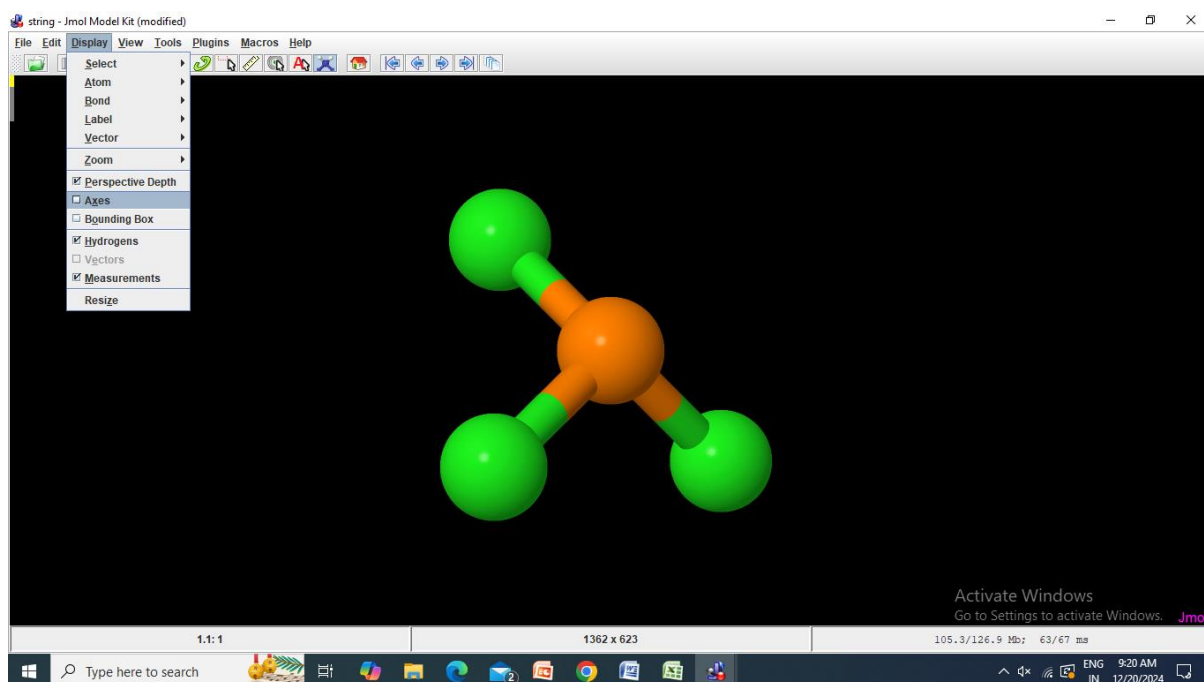 string - Jmol Model Kit (modified)
File Edit Display View Tools Plugins Macros Help
Select
Atom
Bond
Label
Vector
Zoom
Perspective Depth
Axes
Bounding Box
Hydrogens
Vectors
Measurements
Resize
Activate Windows
Go to Settings to activate Windows.
Jmo
1.1:1
1362 x 623
105.3/126.9 Mb; 63/67 ms
Type here to search
2
ENG
IN
9:20 AM
12/20/2024